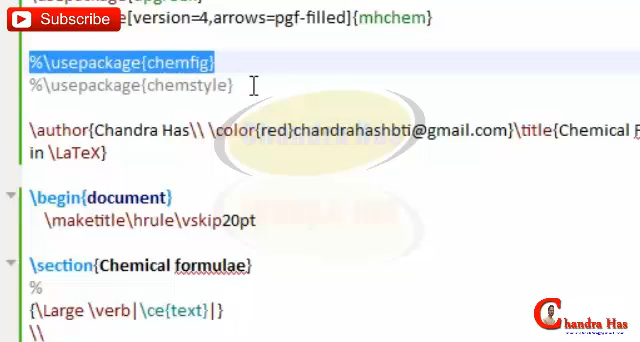 Subscribe
[version=4,arrows=pgf-filled]{mhchem}
%\usepackage{chemfig}
%\usepackage{chemstyle}
\author{Chandra Has\\ \color{red}chandrahashbti@gmail.com}\title{Chemical F
in \LaTeX}
\begin{document}
\maketitle\hrule\vskip20pt
\section{Chemical formulae}
%
{\Large \verb|\ce{text}|}
\\
Chandra Has